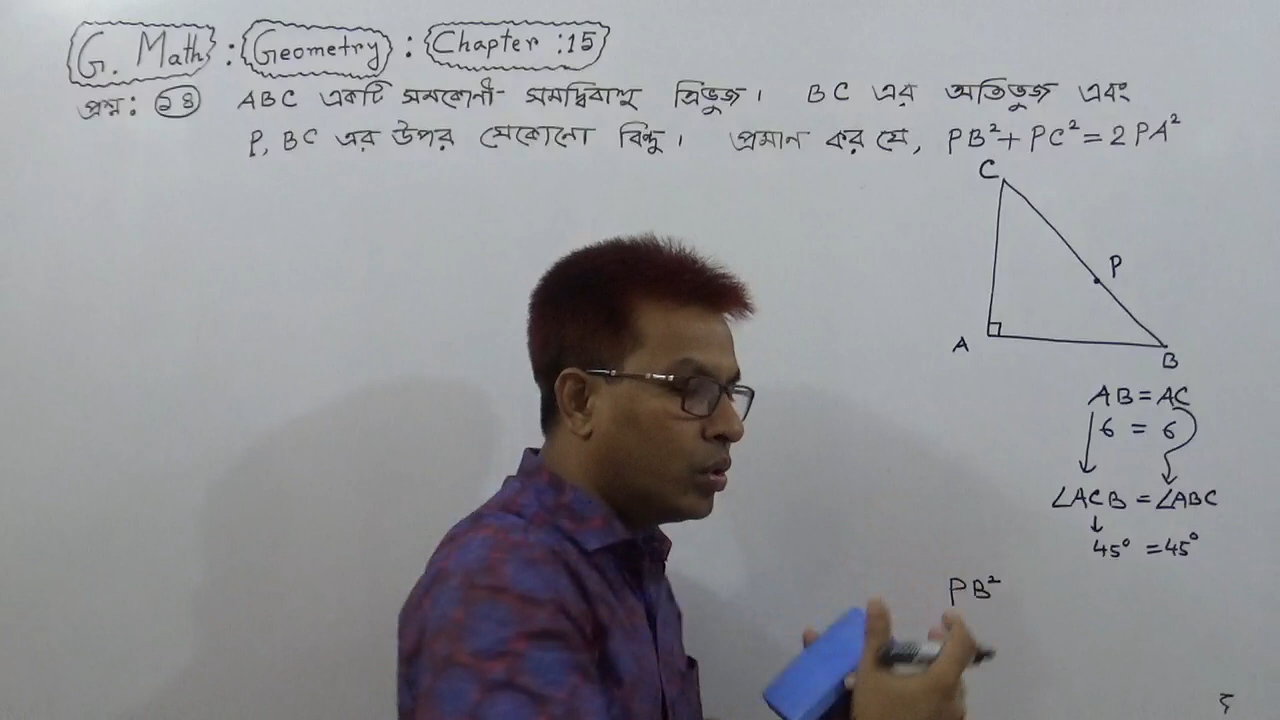 G. Math : Geometry : Chapter : 15
প্রশ্ন: ২৪ ABC একটি সমকোনী সমদ্বিবাহু ত্রিভুজ। BC এর অতিভুজ এবং
P, BC এর উপর যেকোনো বিন্দু। প্রমান কর যে, PB²+PC²=2PA²
C
P
A
B
AB=AC
6 = 6
∠ACB = ∠ABC
45° =45°
PB²